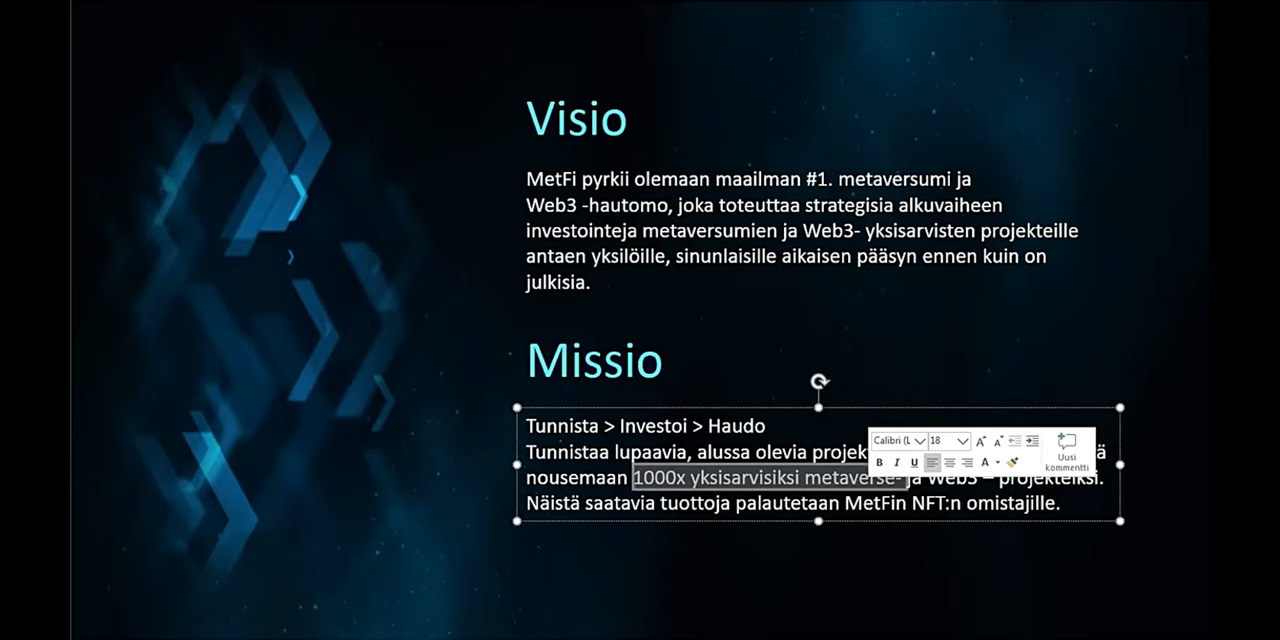 Visio
MetFi pyrkii olemaan maailman #1. metaversumi ja
Web3 -hautomo, joka toteuttaa strategisia alkuvaiheen
investointeja metaversumien ja Web3- yksisarvisten projekteille
antaen yksilöille, sinunlaisille aikaisen pääsyn ennen kuin on
julkisia.
Missio
Tunnista > Investoi > Haudo
Tunnistaa lupaavia, alussa olevia projek
nousemaan 1000x yksisarvisiksi metaverse- ja Web3 – projekteiksi.
Näistä saatavia tuottoja palautetaan MetFin NFT:n omistajille.
Calibri (L 18 A A
B I U A
Uusi
kommentti